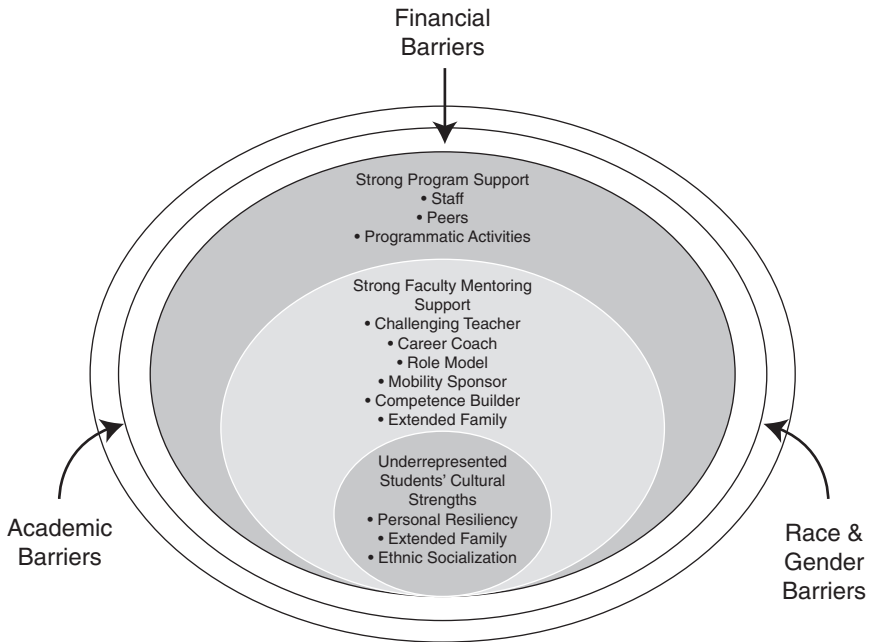 Financial
Barriers
Strong Program Support
• Staff
• Peers
• Programmatic Activities
Strong Faculty Mentoring
Support
• Challenging Teacher
• Career Coach
• Role Model
• Mobility Sponsor
• Competence Builder
• Extended Family
Underrepresented
Students’ Cultural
Strengths
• Personal Resiliency
• Extended Family
• Ethnic Socialization
Academic
Barriers
Race &
Gender
Barriers